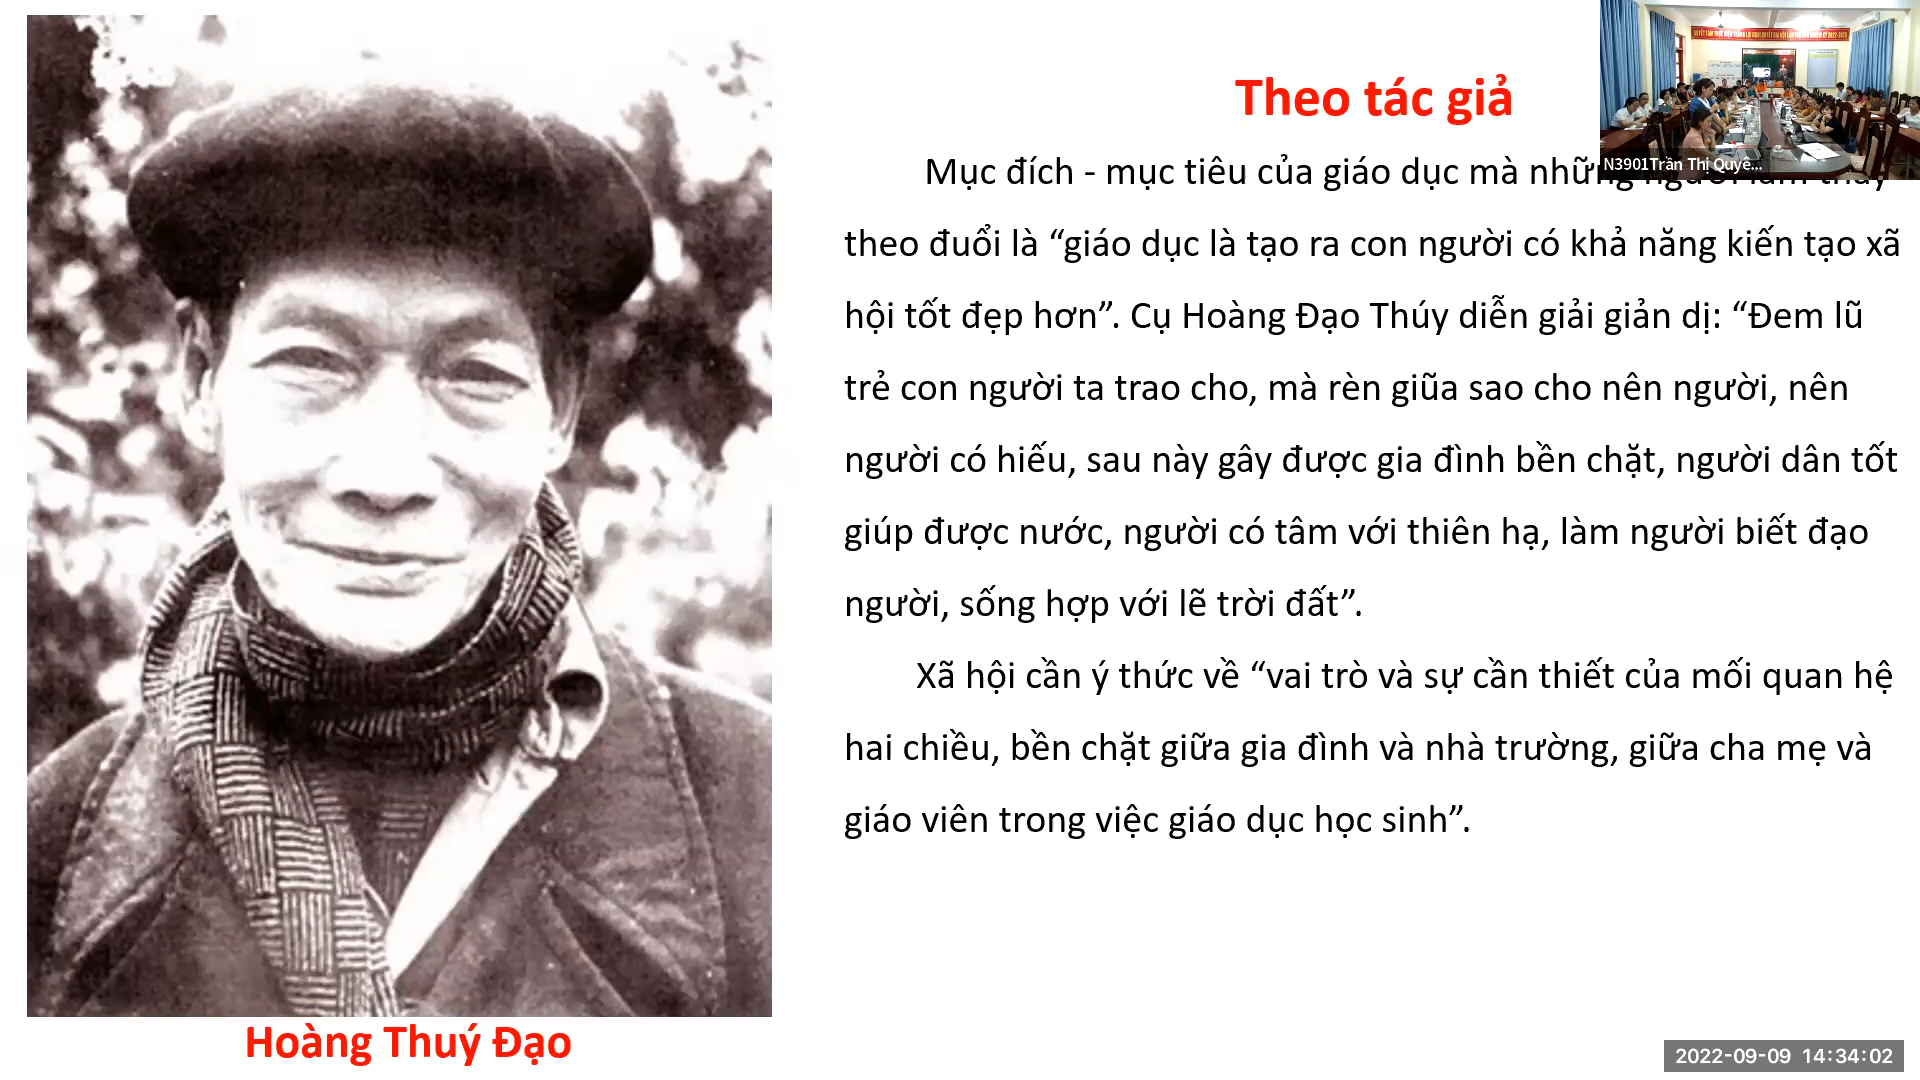 Theo tác giả
Mục đích - mục tiêu của giáo dục mà những người làm thầy
theo đuổi là “giáo dục là tạo ra con người có khả năng kiến tạo xã
hội tốt đẹp hơn”. Cụ Hoàng Đạo Thúy diễn giải giản dị: “Đem lũ
trẻ con người ta trao cho, mà rèn giũa sao cho nên người, nên
người có hiếu, sau này gây được gia đình bền chặt, người dân tốt
giúp được nước, người có tâm với thiên hạ, làm người biết đạo
người, sống hợp với lẽ trời đất”.
Xã hội cần ý thức về “vai trò và sự cần thiết của mối quan hệ
hai chiều, bền chặt giữa gia đình và nhà trường, giữa cha mẹ và
giáo viên trong việc giáo dục học sinh”.
Hoàng Thuý Đạo
N3901Trần Thị Quyê...
2022-09-09 14:34:02